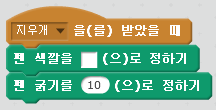 지우개 을(를) 받았을 때
펜 색깔을 (으)로 정하기
펜 굵기를 10 (으)로 정하기